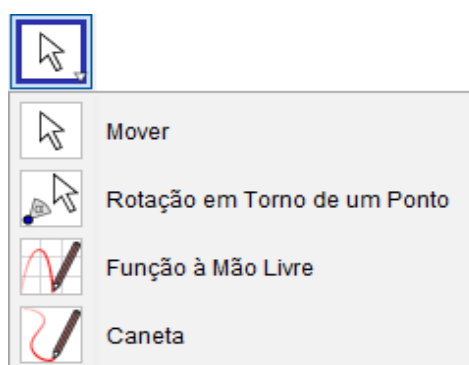 Mover
Rotação em Torno de um Ponto
Função à Mão Livre
Caneta